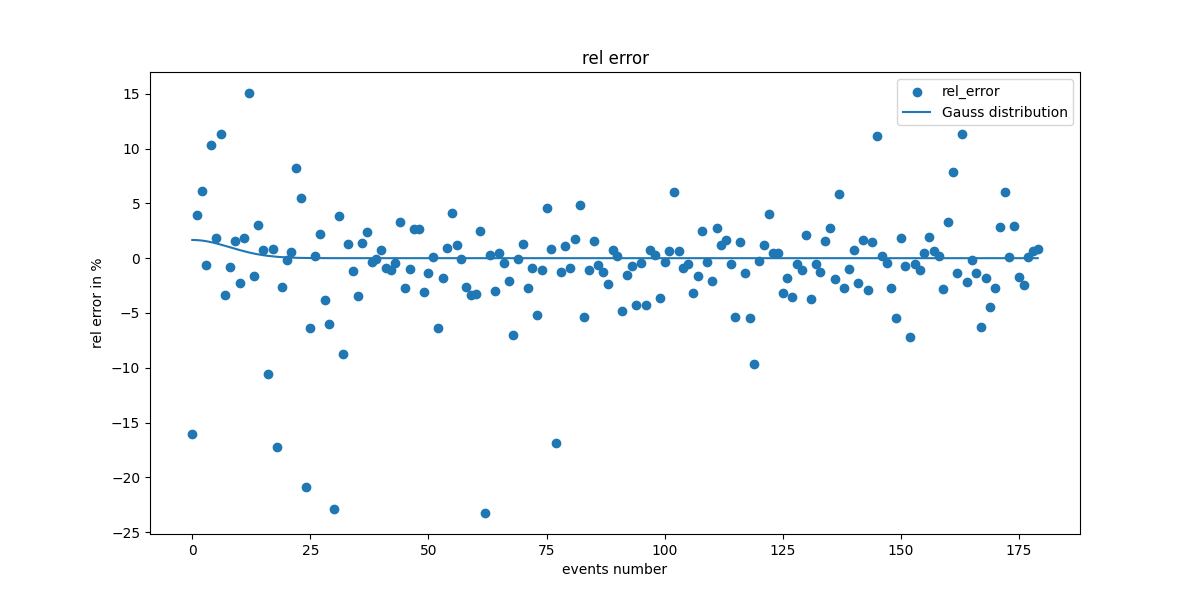 rel error
rel_error
Gauss distribution
15
10
5
0
−5
−10
−15
−20
−25
rel error in %
0 25 50 75 100 125 150 175
events number